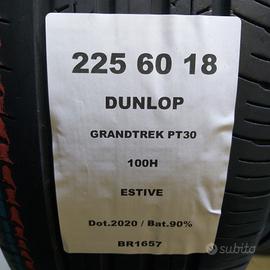 225 60 18
DUNLOP
GRANDTREK PT30
100H
ESTIVE
Dot.2020 / Bat.90%
BR1657
subito